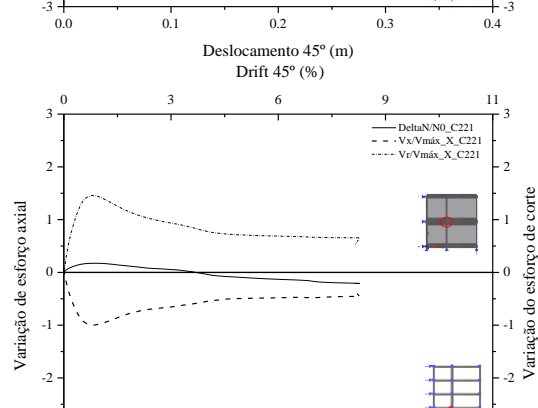 -3 -3
0.0 0.1 0.2 0.3 0.4
Deslocamento 45º (m)
Drift 45º (%)
0 3 6 9 11
3 3
DeltaN/N0_C221
Vx/Vmáx_X_C221
Vr/Vmáx_X_C221
2 2
1 1
0 0
-1 -1
-2 -2
Variação de esforço axial
Variação do esforço de corte